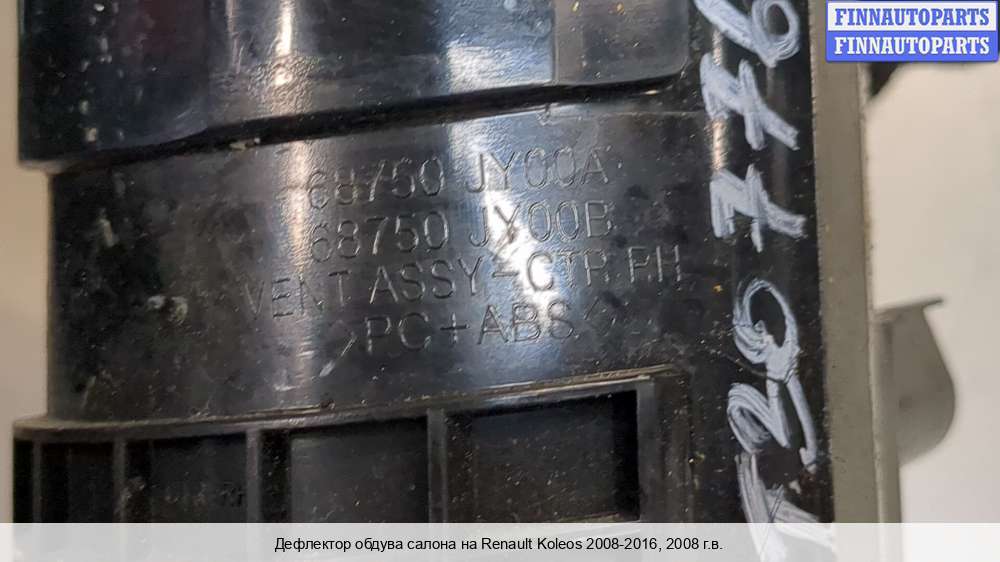 FINNAUTOPARTS
FINNAUTOPARTS
68750 JY00A
68750 JY00B
VENT ASSY-CTR RH
>PC+ABS<
Дефлектор обдува салона на Renault Koleos 2008-2016, 2008 г.в.